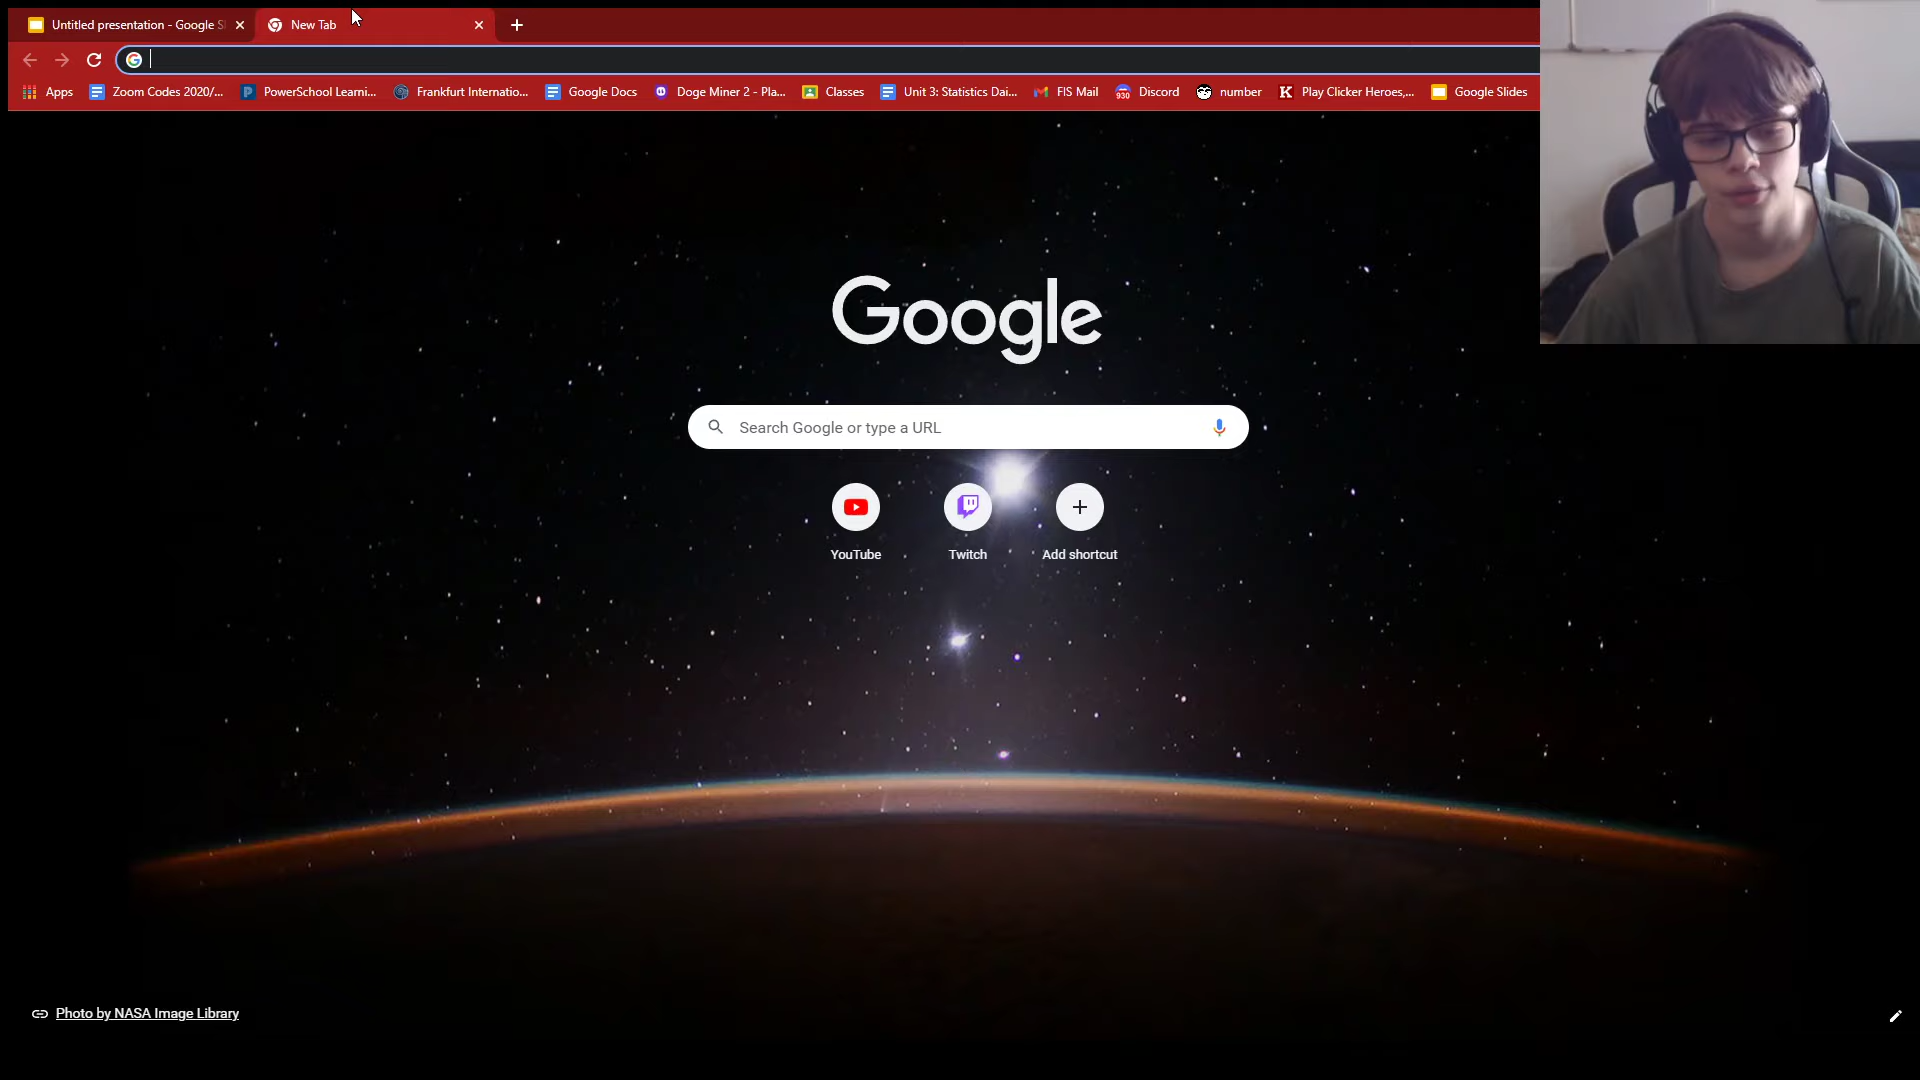 Untitled presentation - Google Sl
New Tab
Apps
Zoom Codes 2020/...
PowerSchool Learni...
Frankfurt Internatio...
Google Docs
Doge Miner 2 - Pla...
Classes
Unit 3: Statistics Dai...
FIS Mail
930
Discord
number
K
Play Clicker Heroes,...
Google Slides
Google
Search Google or type a URL
YouTube
Twitch
Add shortcut
Photo by NASA Image Library